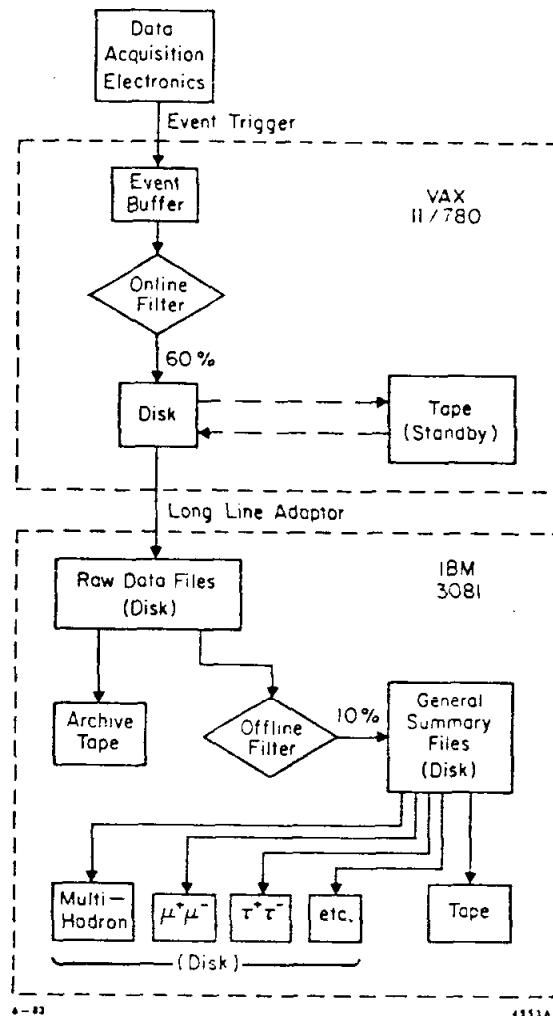 Data
Acquisition
Electronics
Event Trigger
Event
Buffer
VAX
11/780
Online
Filter
60%
Disk
Tape
(Standby)
Long Line Adaptor
Raw Data Files
(Disk)
IBM
3081
Archive
Tape
Offline
Filter
10%
General
Summary
Files
(Disk)
Multi-
Hadron
μ⁺μ⁻
τ⁺τ⁻
etc.
Tape
(Disk)